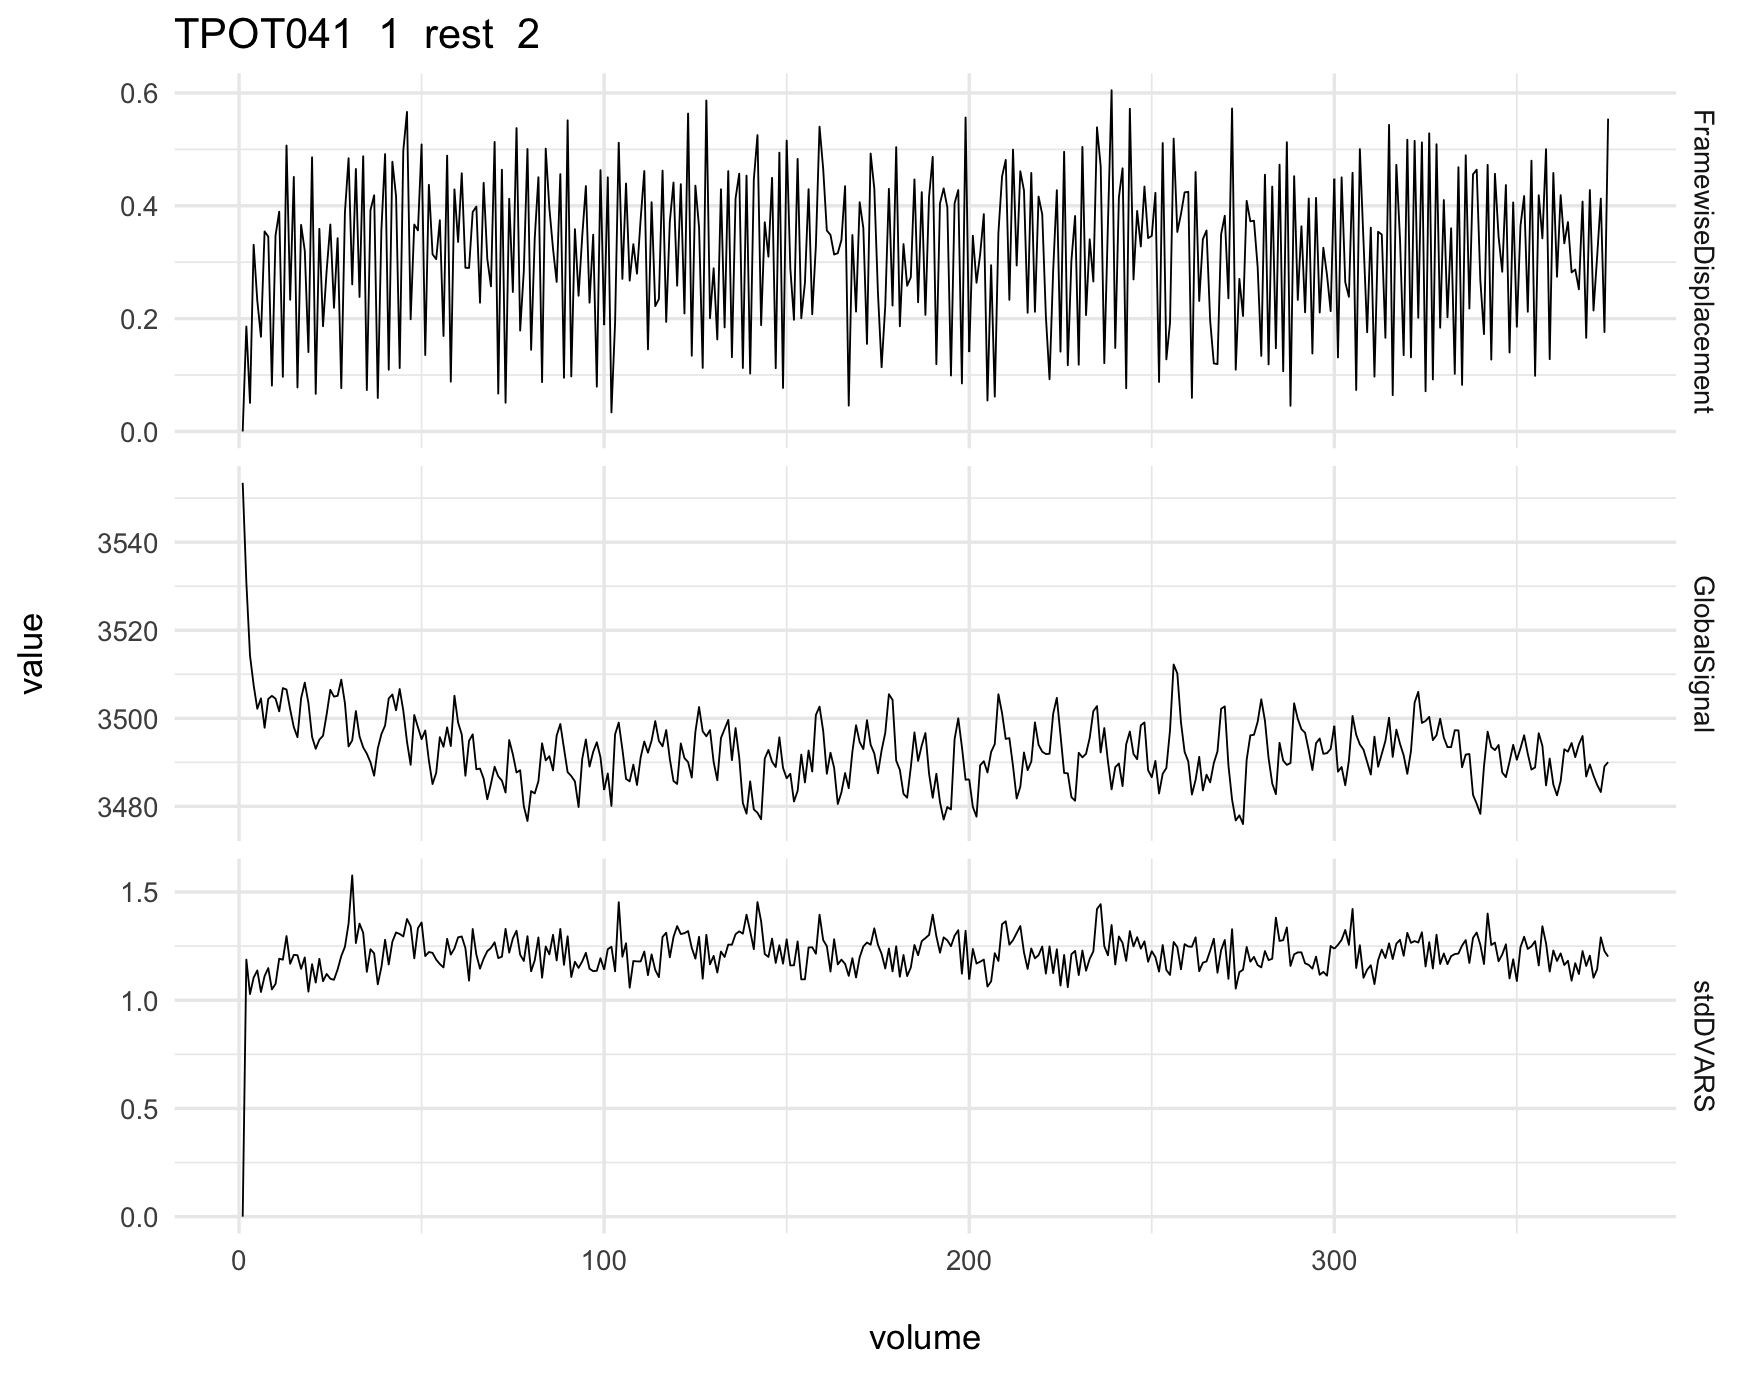 TPOT041 1 rest 2
0.6
0.4
0.2
0.0
FramewiseDisplacement
3540
3520
3500
3480
GlobalSignal
value
1.5
1.0
0.5
0.0
stdDVARS
0 100 200 300
volume